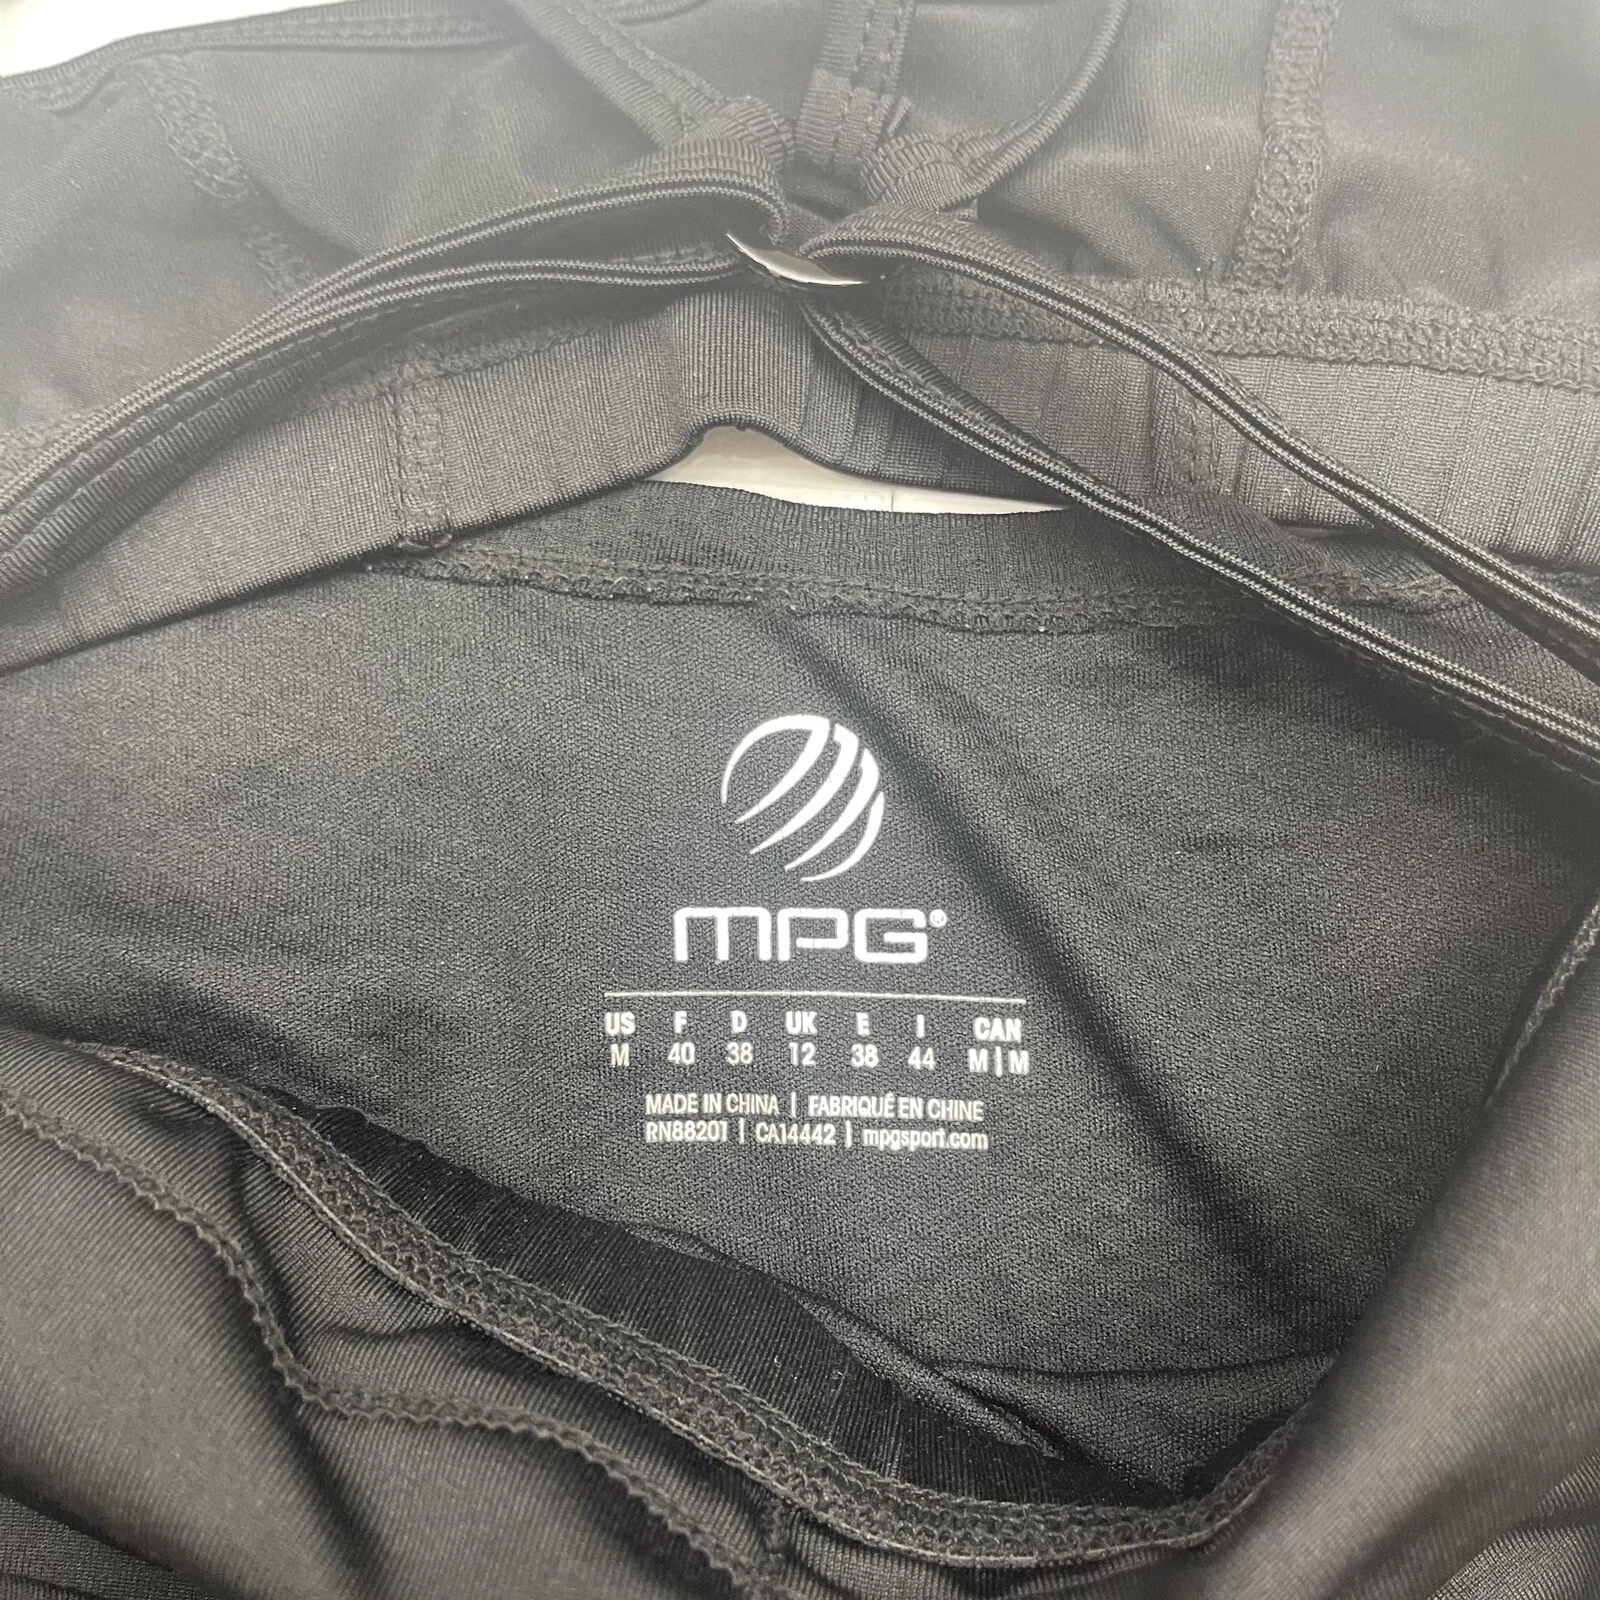 MPG®
US F D UK E I CAN
M 40 38 12 38 44 M | M
MADE IN CHINA | FABRIQUÉ EN CHINE
RN88201 | CA14442 | mpgsport.com